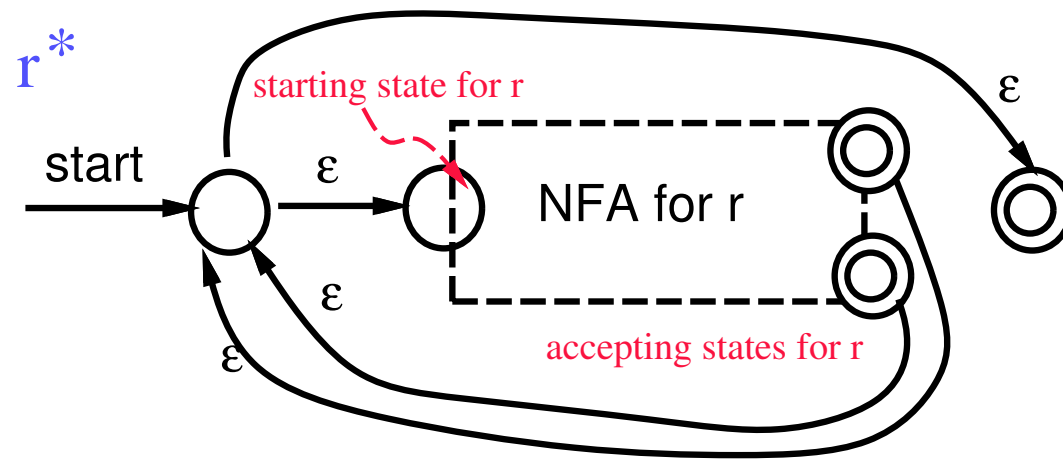 r*
starting state for r
ε
start
ε
NFA for r
ε
accepting states for r
ε